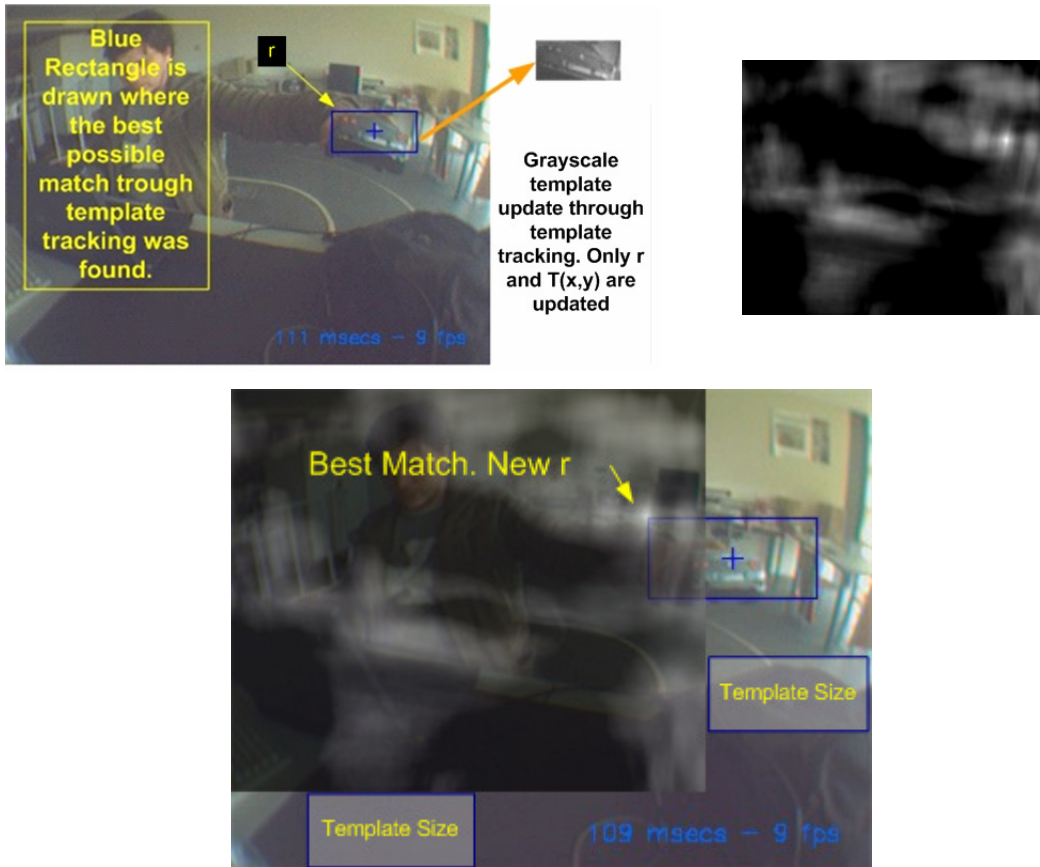 Blue
Rectangle is
drawn where
the best
possible
match trough
template
tracking was
found.
r
111 msecs - 9 fps
Grayscale
template
update through
template
tracking. Only r
and T(x,y) are
updated
Best Match. New r
Template Size
Template Size
109 msecs - 9 fps